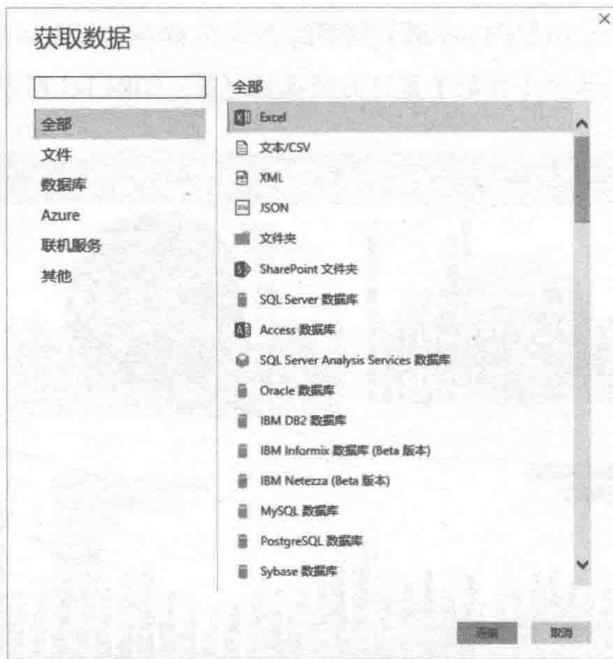 获取数据
全部
文件
数据库
Azure
联机服务
其他
全部
Excel
文本/CSV
XML
JSON
文件夹
SharePoint 文件夹
SQL Server 数据库
Access 数据库
SQL Server Analysis Services 数据库
Oracle 数据库
IBM DB2 数据库
IBM Informix 数据库 (Beta 版本)
IBM Netezza (Beta 版本)
MySQL 数据库
PostgreSQL 数据库
Sybase 数据库
取消